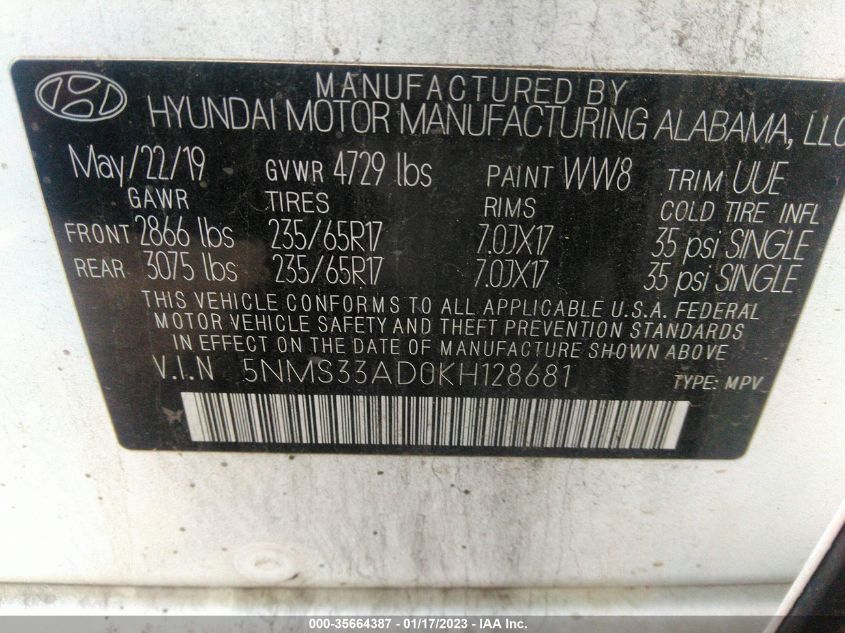 MANUFACTURED BY
HYUNDAI MOTOR MANUFACTURING ALABAMA, LLC
May/22/19 GVWR 4729 lbs PAINT WW8 TRIM UUE
GAWR TIRES RIMS COLD TIRE INFL
FRONT 2866 lbs 235/65R17 7.0JX17 35 psi SINGLE
REAR 3075 lbs 235/65R17 7.0JX17 35 psi SINGLE
THIS VEHICLE CONFORMS TO ALL APPLICABLE U.S.A. FEDERAL
MOTOR VEHICLE SAFETY AND THEFT PREVENTION STANDARDS
IN EFFECT ON THE DATE OF MANUFACTURE SHOWN ABOVE
V.I.N 5NMS33AD0KH128681 TYPE: MPV
000-35664387 - 01/17/2023 - IAA Inc.